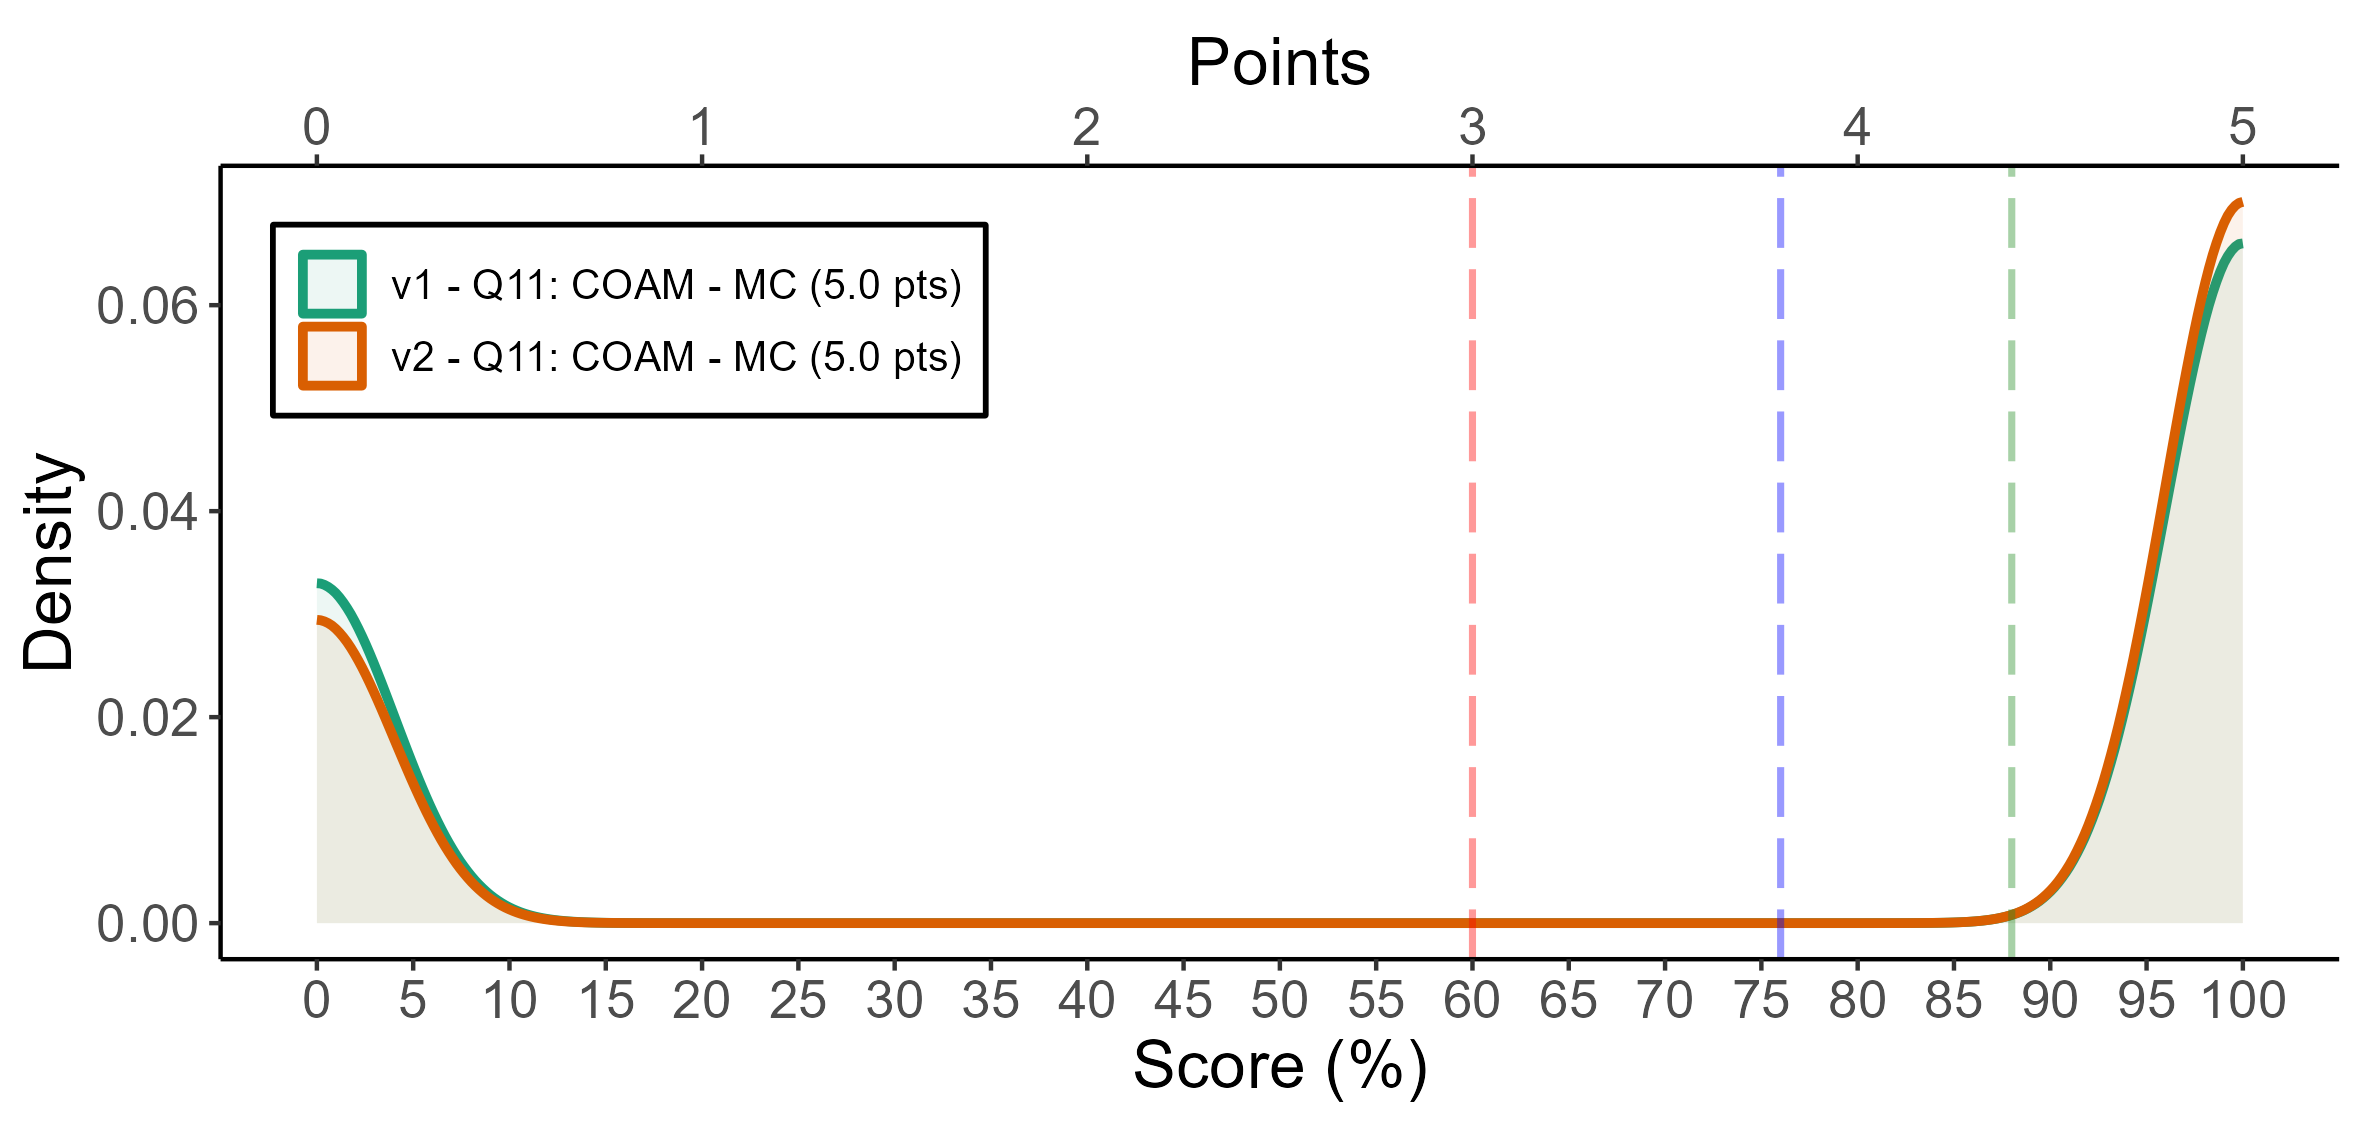 Points
0 1 2 3 4 5
v1 - Q11: COAM - MC (5.0 pts)
v2 - Q11: COAM - MC (5.0 pts)
Density
0.06
0.04
0.02
0.00
0 5 10 15 20 25 30 35 40 45 50 55 60 65 70 75 80 85 90 95 100
Score (%)